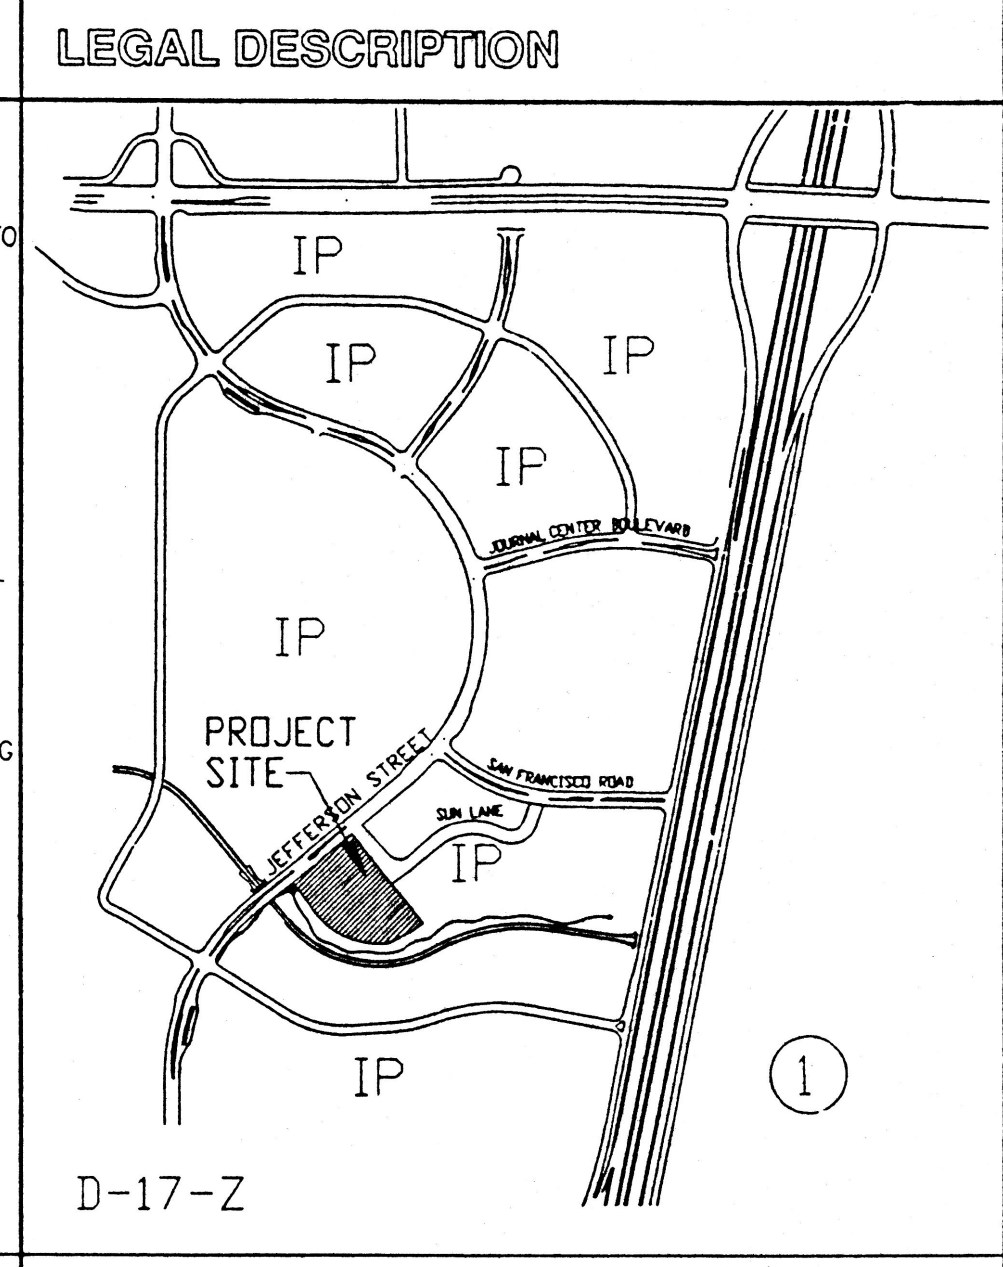 LEGAL DESCRIPTION
O
IP
IP
IP
IP
JOURNAL CENTER BOULEVARD
IP
PROJECT
SITE
G
JEFFERSON STREET
SAN FRANCISCO ROAD
SUN LANE
IP
IP
1
D-17-Z